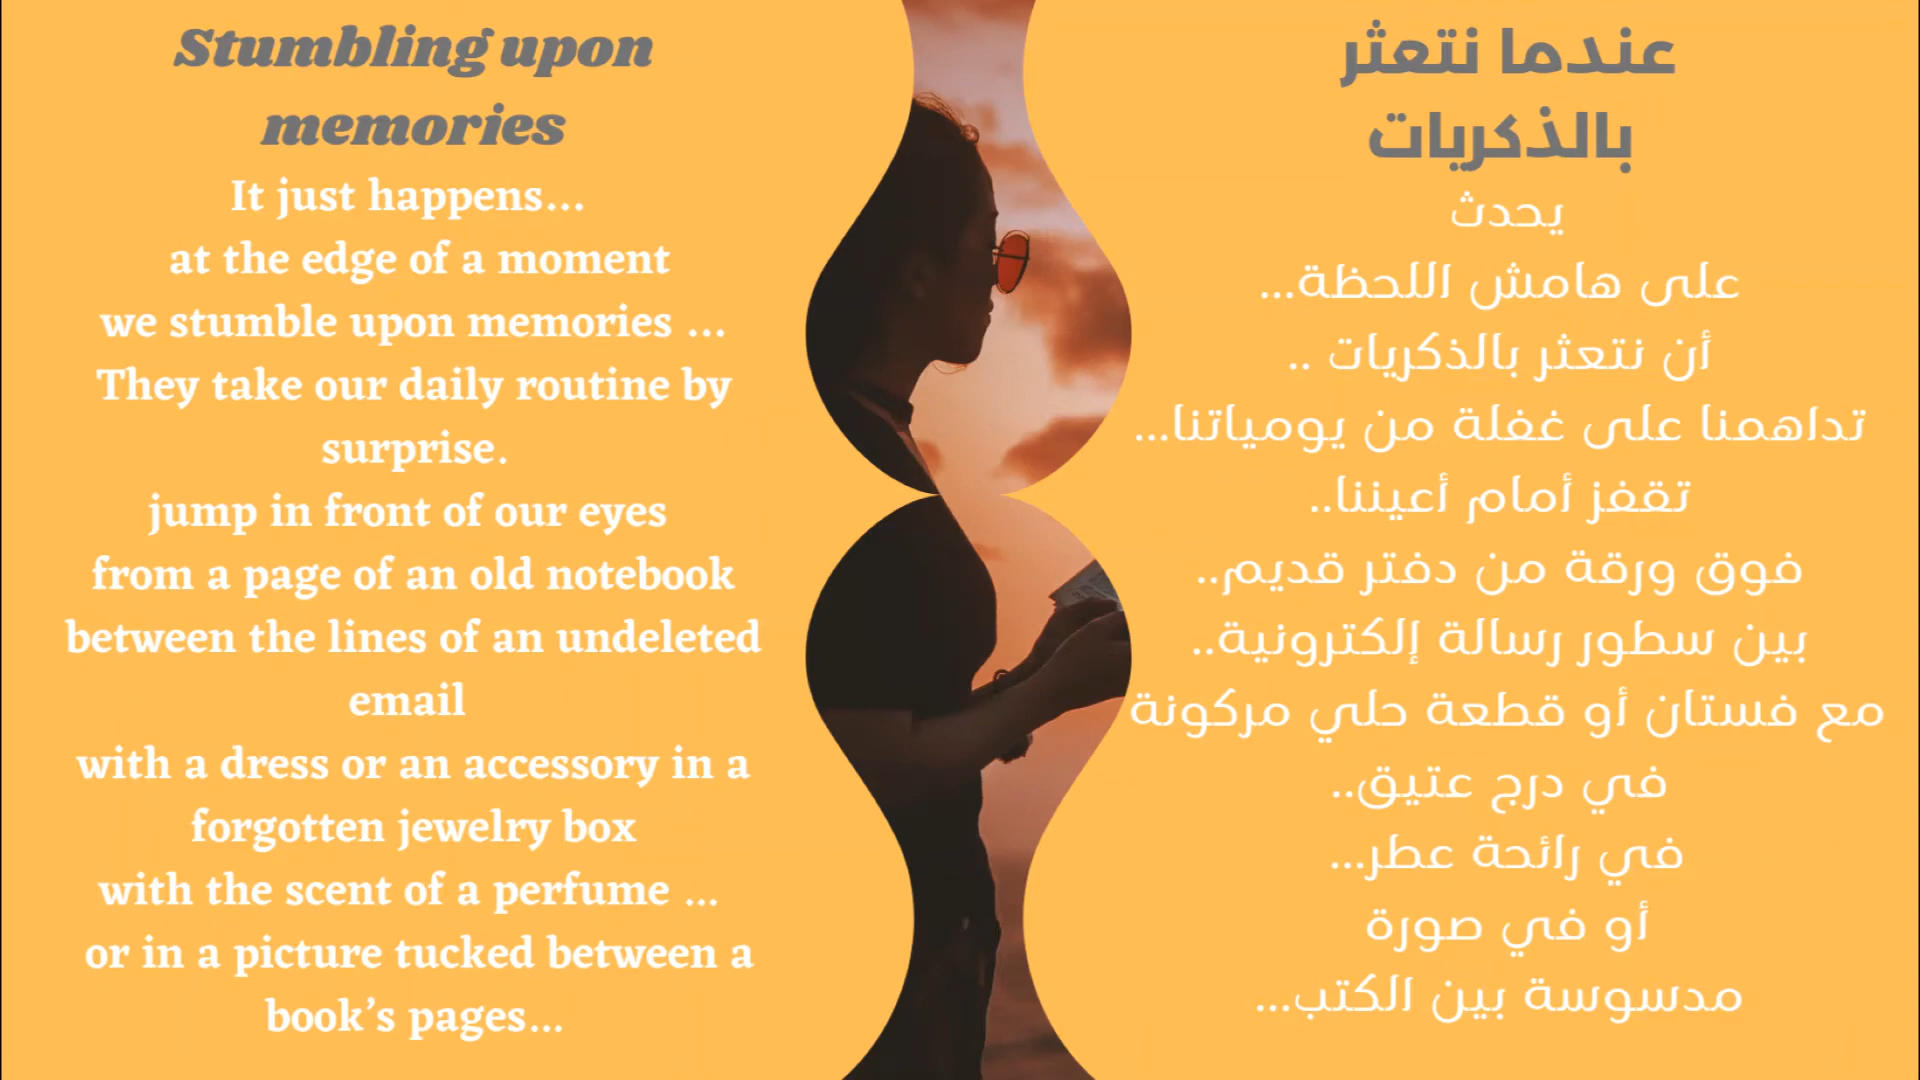 Stumbling upon
memories
It just happens...
at the edge of a moment
we stumble upon memories ...
They take our daily routine by
surprise.
jump in front of our eyes
from a page of an old notebook
between the lines of an undeleted
email
with a dress or an accessory in a
forgotten jewelry box
with the scent of a perfume ...
or in a picture tucked between a
book’s pages...
عندما نتعثر
بالذكريات
يحدث
على هامش اللحظة...
أن نتعثر بالذكريات ..
تداهمنا على غفلة من يومياتنا...
تقفز أمام أعيننا..
فوق ورقة من دفتر قديم..
بين سطور رسالة إلكترونية..
مع فستان أو قطعة حلي مركونة
في درج عتيق..
في رائحة عطر...
أو في صورة
مدسوسة بين الكتب...